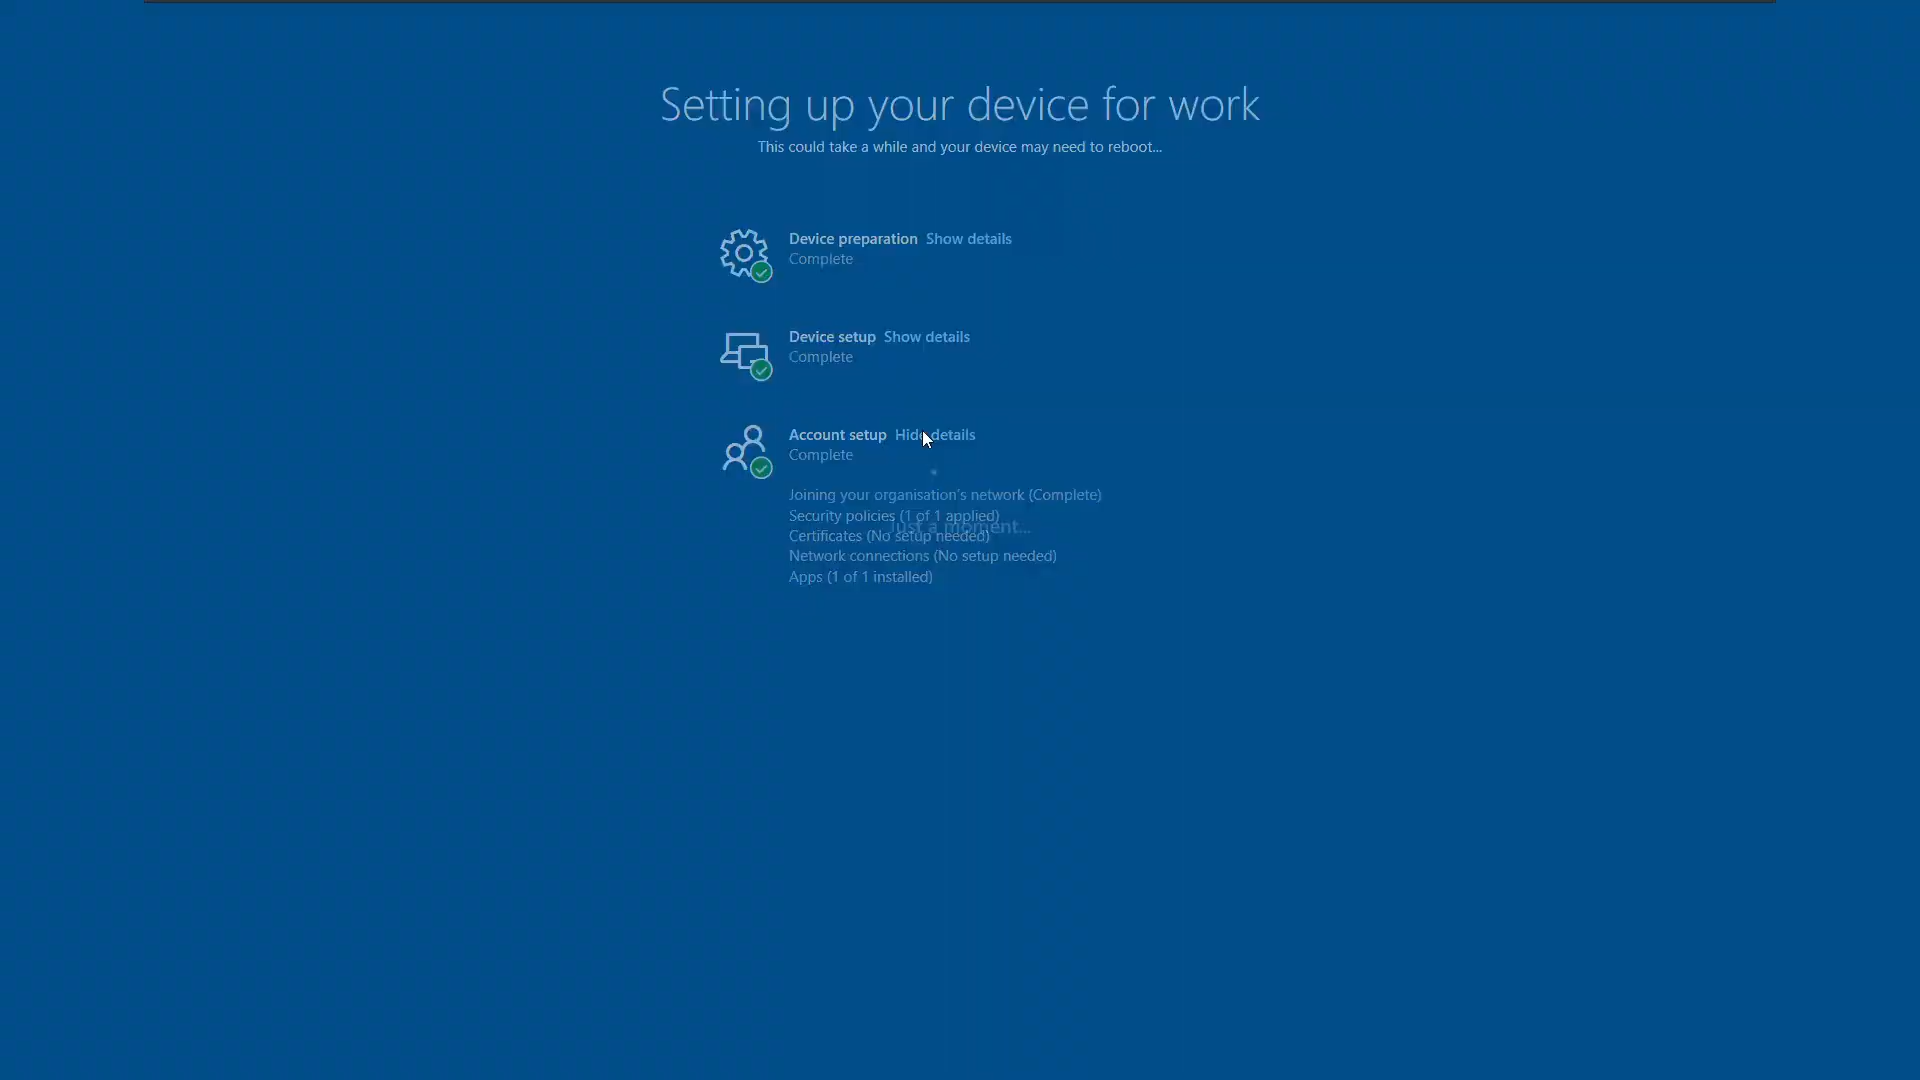 Setting up your device for work
This could take a while and your device may need to reboot...
Device preparation Show details
Complete
Device setup Show details
Complete
Account setup Hide details
Complete
Joining your organisation's network (Complete)
Security policies (1 of 1 applied)
Just a moment...
Certificates (No setup needed)
Network connections (No setup needed)
Apps (1 of 1 installed)